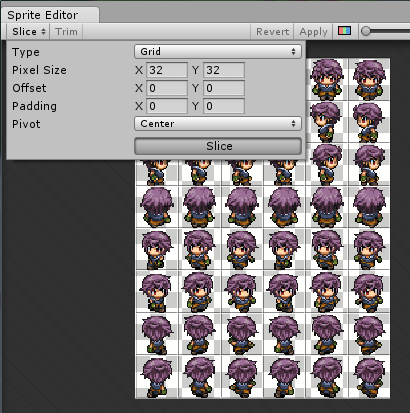 Sprite Editor
Slice Trim Revert Apply
Type Grid
Pixel Size X 32 Y 32
Offset X 0 Y 0
Padding X 0 Y 0
Pivot Center
Slice